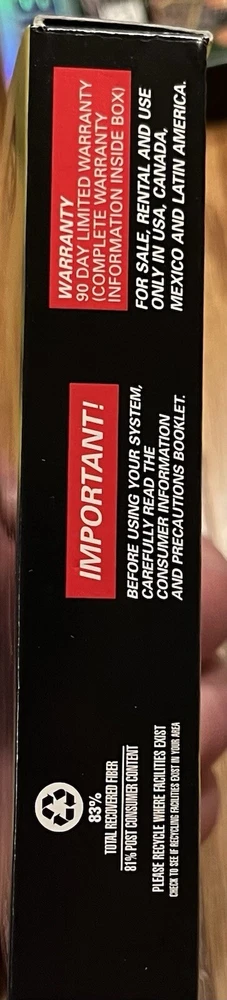 WARRANTY
90 DAY LIMITED WARRANTY
(COMPLETE WARRANTY
INFORMATION INSIDE BOX)
FOR SALE, RENTAL AND USE
ONLY IN USA, CANADA,
MEXICO AND LATIN AMERICA.
IMPORTANT!
BEFORE USING YOUR SYSTEM,
CAREFULLY READ THE
CONSUMER INFORMATION
AND PRECAUTIONS BOOKLET.
83%
TOTAL RECOVERED FIBER
81% POST CONSUMER CONTENT
PLEASE RECYCLE WHERE FACILITIES EXIST
CHECK TO SEE IF RECYCLING FACILITIES EXIST IN YOUR AREA